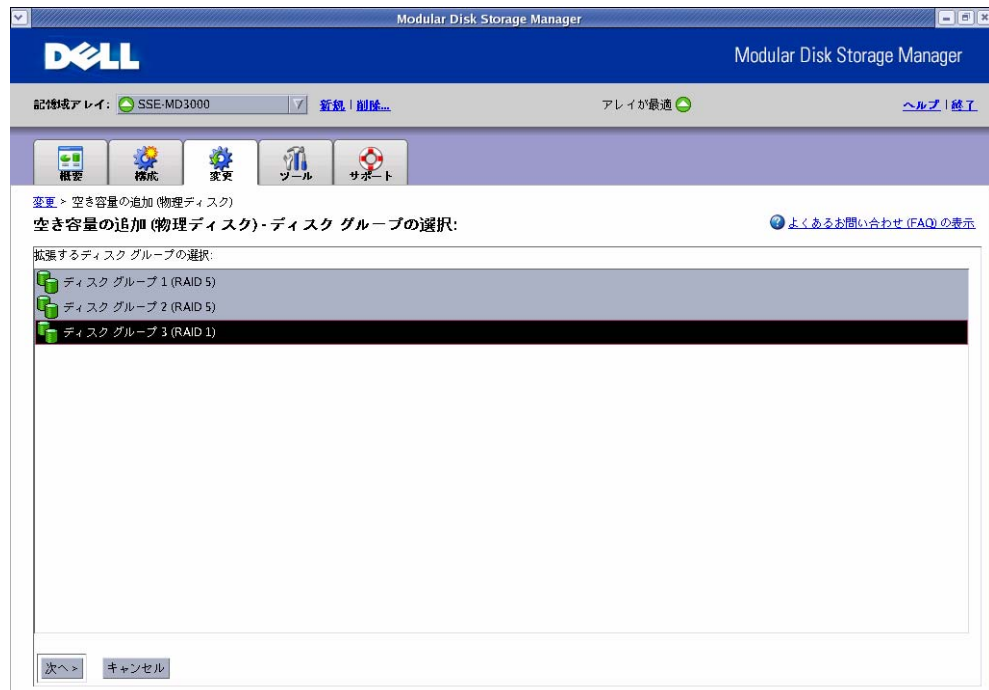 Modular Disk Storage Manager
DELL
Modular Disk Storage Manager
記憶域アレイ: SSE-MD3000 新規 | 削除... アレイが最適 ヘルプ | 終了
概要 構成 変更 ツール サポート
変更 > 空き容量の追加 (物理ディスク)
空き容量の追加 (物理ディスク) - ディスク グループの選択: よくあるお問い合わせ (FAQ) の表示
拡張するディスク グループの選択:
ディスク グループ 1 (RAID 5)
ディスク グループ 2 (RAID 5)
ディスク グループ 3 (RAID 1)
次へ > キャンセル